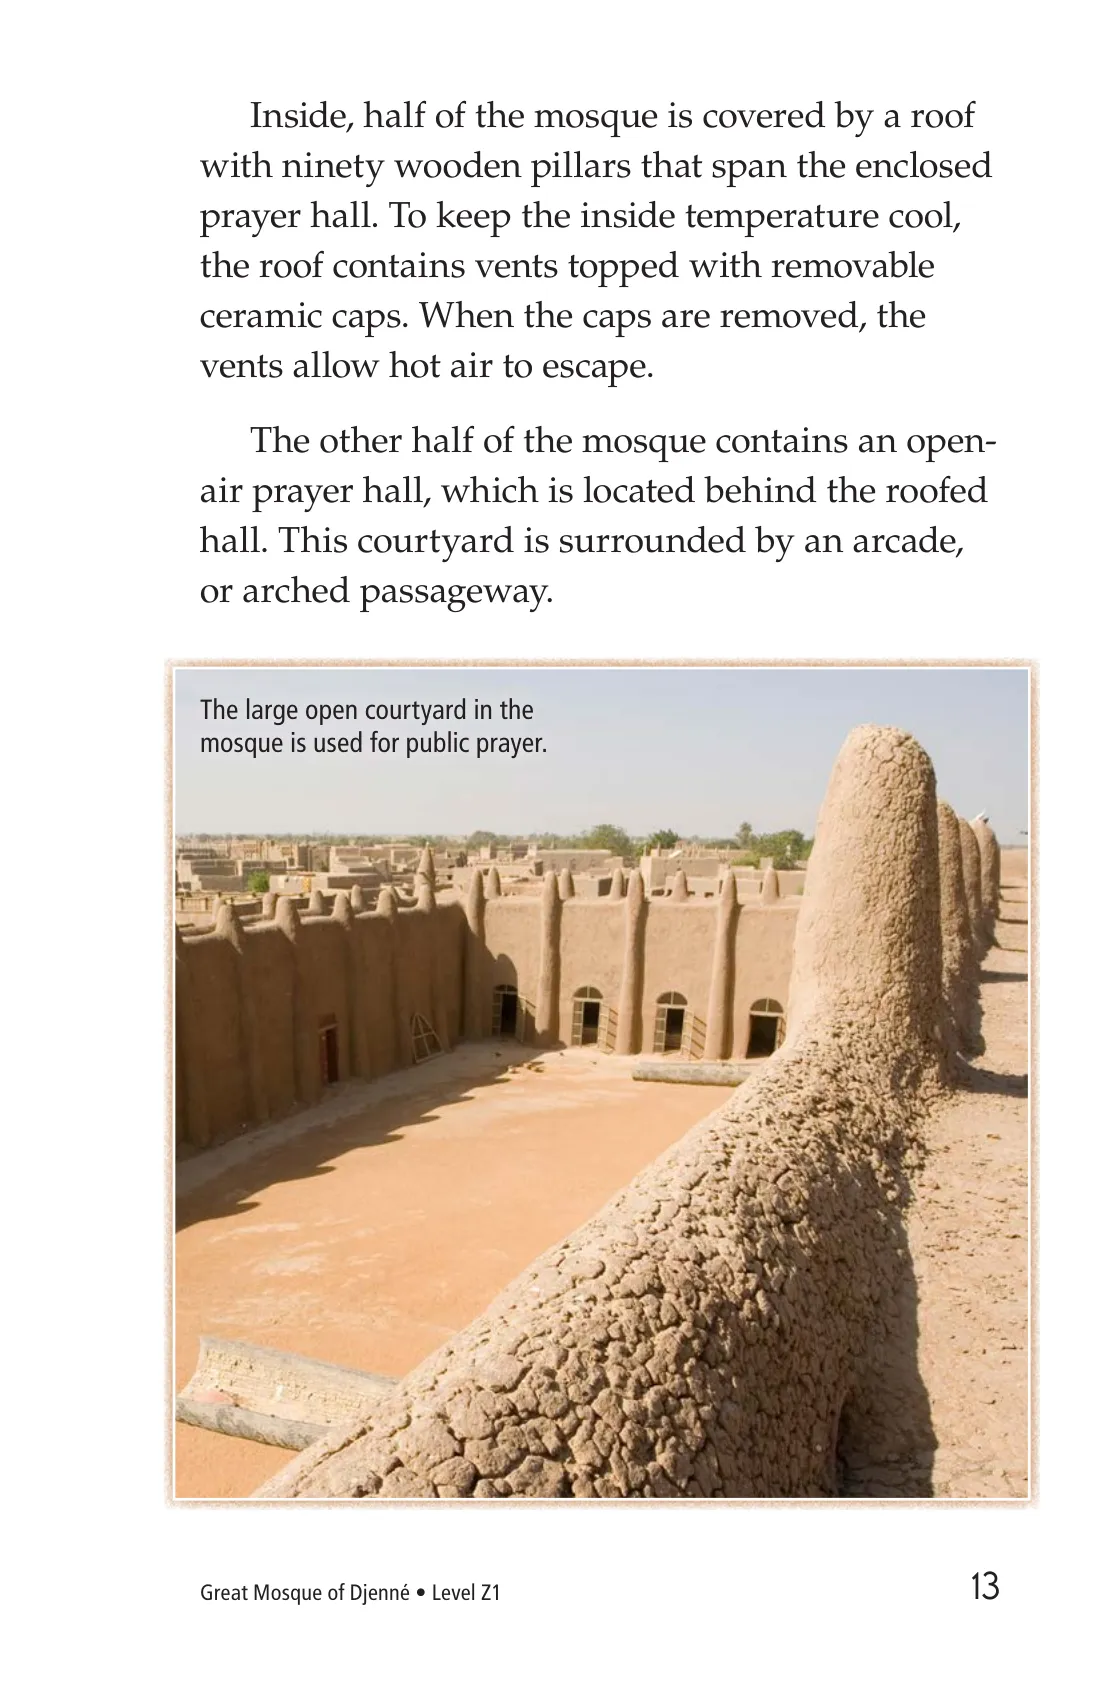 Inside, half of the mosque is covered by a roof
with ninety wooden pillars that span the enclosed
prayer hall. To keep the inside temperature cool,
the roof contains vents topped with removable
ceramic caps. When the caps are removed, the
vents allow hot air to escape.
The other half of the mosque contains an open-
air prayer hall, which is located behind the roofed
hall. This courtyard is surrounded by an arcade,
or arched passageway.
The large open courtyard in the
mosque is used for public prayer.
Great Mosque of Djenné • Level Z1
13